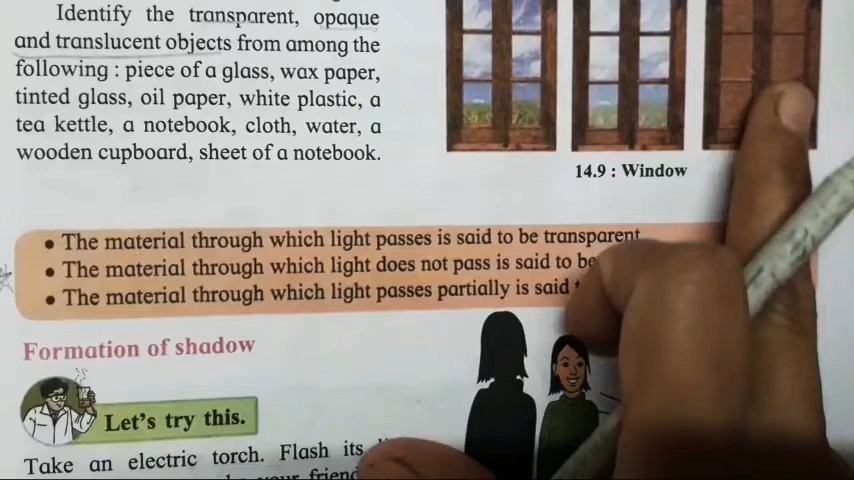 Identify the transparent, opaque
and translucent objects from among the
following : piece of a glass, wax paper,
tinted glass, oil paper, white plastic, a
tea kettle, a notebook, cloth, water, a
wooden cupboard, sheet of a notebook.
14.9 : Window
• The material through which light passes is said to be transparent
• The material through which light does not pass is said to be
• The material through which light passes partially is said
Formation of shadow
Let's try this.
Take an electric torch. Flash its
your friend